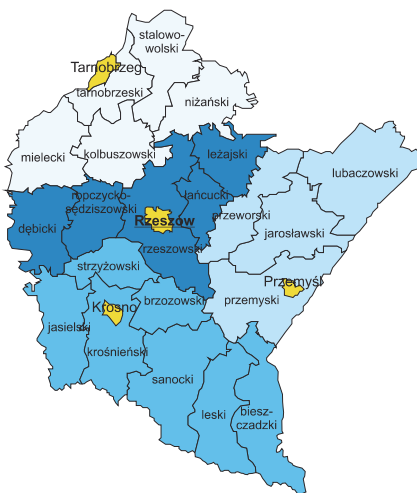 stalowo-
wolski
Tarnobrzeg
tarnobrzeski
niżański
mielecki
kolbuszowski
leżajski
lubaczowski
ropczycko-
sędziszowski
łańcucki
przeworski
dębicki
Rzeszów
jarosławski
rzeszowski
strzyżowski
Przemyśl
przemyski
brzozowski
Krosno
jasielski
krośnieński
sanocki
leski
biesz-
czadzki